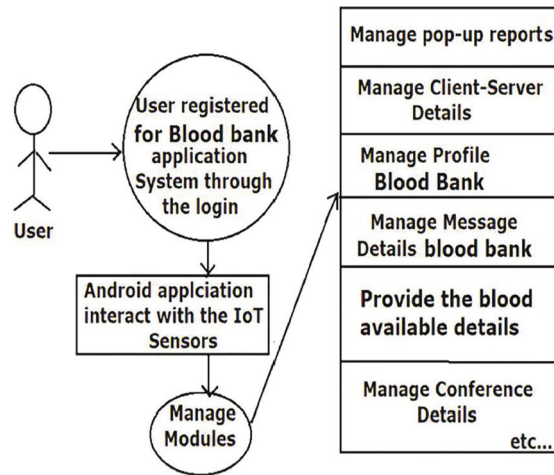 User registered
for Blood bank
application
System through
the login
User
Android applciation
interact with the IoT
Sensors
Manage
Modules
Manage pop-up reports
Manage Client-Server
Details
Manage Profile
Blood Bank
Manage Message
Details blood bank
Provide the blood
available details
Manage Conference
Details
etc...